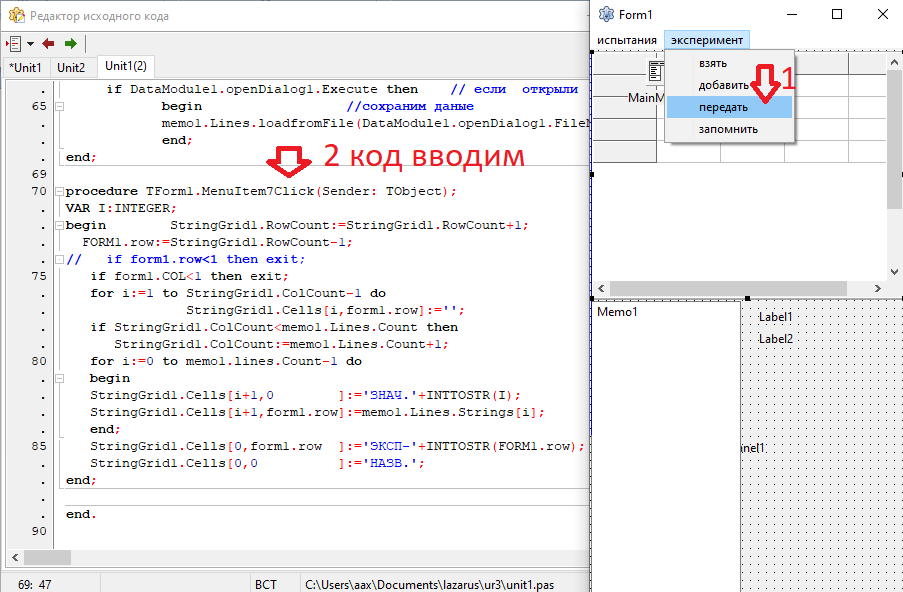 Редактор исходного кода
*Unit1 Unit2 Unit1(2)
. if DataModule1.openDialog1.Execute then // если открыли
65 begin //сохраним даные
. memo1.Lines.loadfromFile(DataModule1.openDialog1.FileN
. end;
. end;
69
70 procedure TForm1.MenuItem7Click(Sender: TObject);
. VAR I:INTEGER;
. begin StringGrid1.RowCount:=StringGrid1.RowCount+1;
. FORM1.row:=StringGrid1.RowCount-1;
. // if form1.row<1 then exit;
75 if form1.COL<1 then exit;
. for i:=1 to StringGrid1.ColCount-1 do
. StringGrid1.Cells[i,form1.row]:='';
. if StringGrid1.ColCount<memo1.Lines.Count then
. StringGrid1.ColCount:=memo1.Lines.Count+1;
80 for i:=0 to memo1.lines.Count-1 do
. begin
. StringGrid1.Cells[i+1,0 ]:='ЗНАЧ.'+INTTOSTR(I);
. StringGrid1.Cells[i+1,form1.row]:=memo1.Lines.Strings[i];
. end;
85 StringGrid1.Cells[0,form1.row ]:='ЭКСП-'+INTTOSTR(FORM1.row);
. StringGrid1.Cells[0,0 ]:='НАЗВ.';
. end;
.
. end.
90
2 код вводим
69: 47 ВСТ C:\Users\aax\Documents\lazarus\ur3\unit1.pas
Form1
испытания эксперимент
взять
добавить
передать
запомнить
1
MainM
Memo1
Label1
Label2
nel1